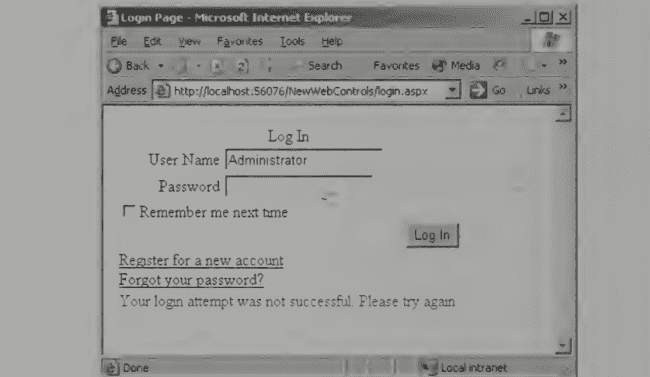 Login Page - Microsoft Internet Explorer
File Edit View Favorites Tools Help
Back Search Favorites Media »
Address http://localhost:56076/NewWebControls/login.aspx Go Links »
Log In
User Name Administrator
Password
Remember me next time
Log In
Register for a new account
Forgot your password?
Your login attempt was not successful. Please try again
Done Local intranet